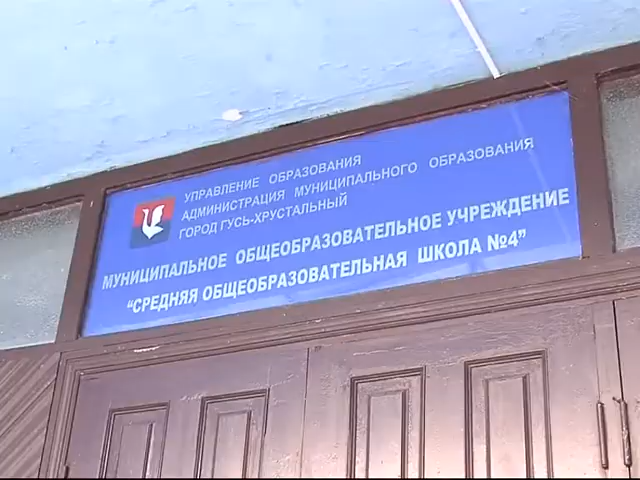 УПРАВЛЕНИЕ ОБРАЗОВАНИЯ
АДМИНИСТРАЦИЯ МУНИЦИПАЛЬНОГО ОБРАЗОВАНИЯ
ГОРОД ГУСЬ-ХРУСТАЛЬНЫЙ
МУНИЦИПАЛЬНОЕ ОБЩЕОБРАЗОВАТЕЛЬНОЕ УЧРЕЖДЕНИЕ
“СРЕДНЯЯ ОБЩЕОБРАЗОВАТЕЛЬНАЯ ШКОЛА №4”